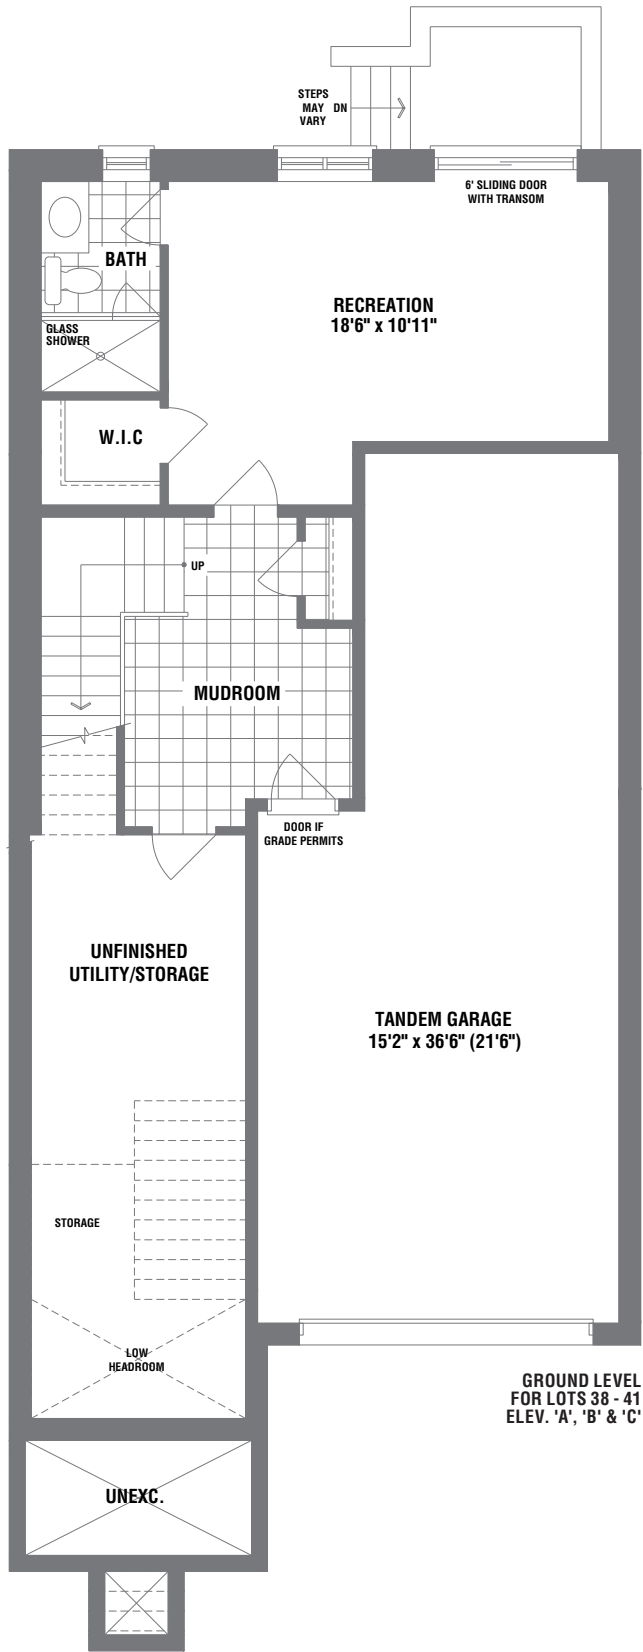 STEPS
MAY DN
VARY
6' SLIDING DOOR
WITH TRANSOM
BATH
RECREATION
18'6" x 10'11"
GLASS
SHOWER
W.I.C
UP
MUDROOM
DOOR IF
GRADE PERMITS
UNFINISHED
UTILITY/STORAGE
TANDEM GARAGE
15'2" x 36'6" (21'6")
STORAGE
LOW
HEADROOM
GROUND LEVEL
FOR LOTS 38 - 41
ELEV. 'A', 'B' & 'C'
UNEXC.